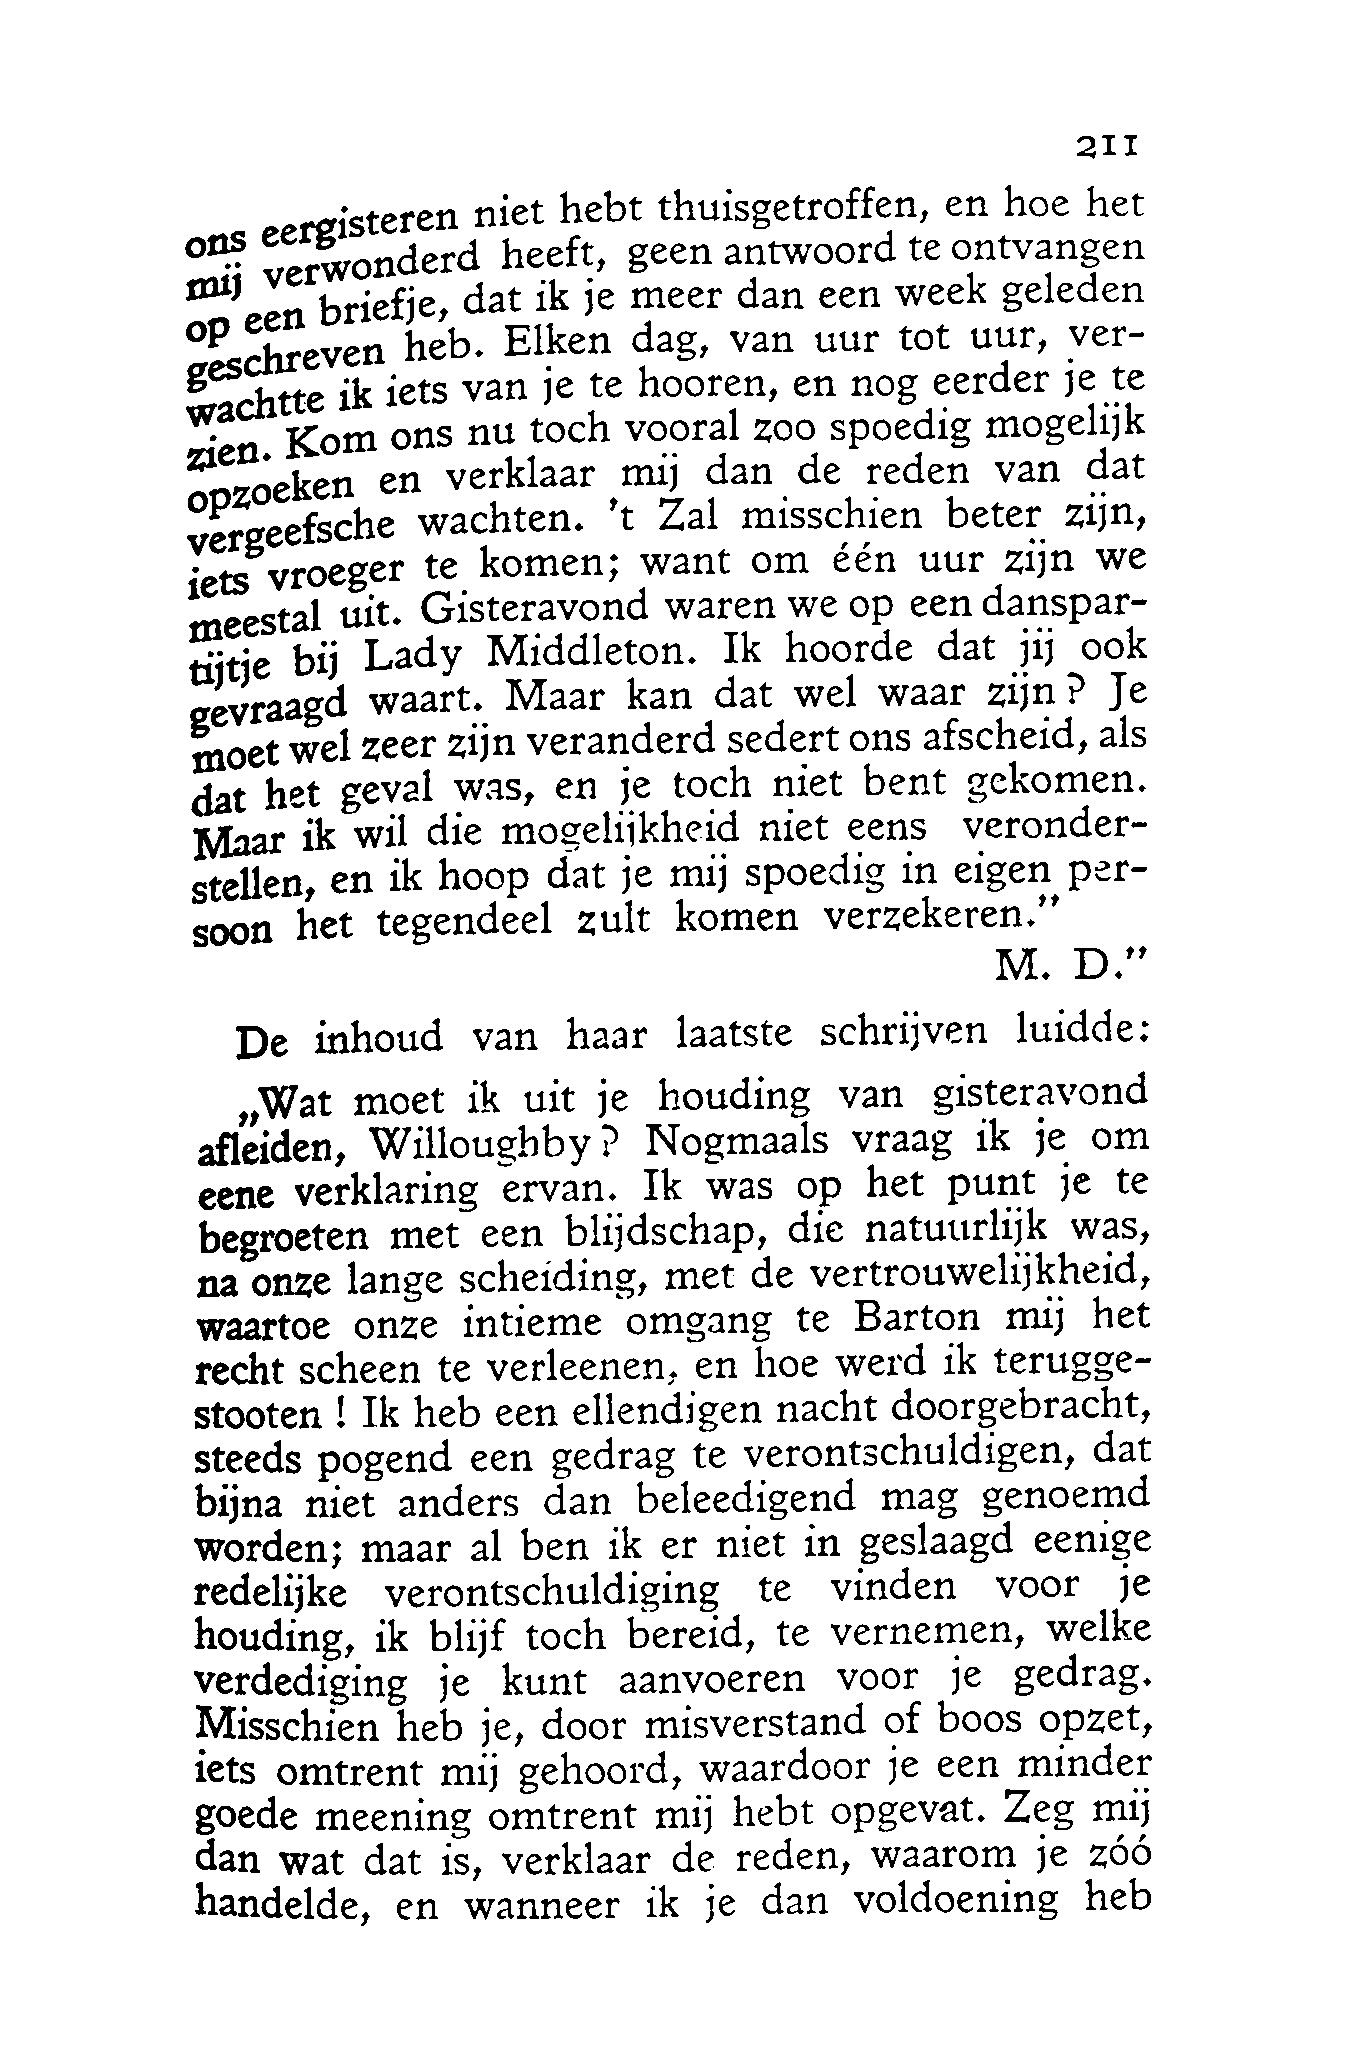 211
ons eergisteren niet hebt thuisgetroffen, en hoe het
mij verwonderd heeft, geen antwoord te ontvangen
op een briefje, dat ik je meer dan een week geleden
geschreven heb. Elken dag, van uur tot uur, ver-
wachtte ik iets van je te hooren, en nog eerder je te
zien. Kom ons nu toch vooral zoo spoedig mogelijk
opzoeken en verklaar mij dan de reden van dat
vergeefsche wachten. 't Zal misschien beter zijn,
iets vroeger te komen; want om één uur zijn we
meestal uit. Gisteravond waren we op een danspar-
tijtje bij Lady Middleton. Ik hoorde dat jij ook
gevraagd waart. Maar kan dat wel waar zijn? Je
moet wel zeer zijn veranderd sedert ons afscheid, als
dat het geval was, en je toch niet bent gekomen.
Maar ik wil die mogelijkheid niet eens veronder-
stellen, en ik hoop dat je mij spoedig in eigen per-
soon het tegendeel zult komen verzekeren.”
M. D.”
De inhoud van haar laatste schrijven luidde:
„Wat moet ik uit je houding van gisteravond
afleiden, Willoughby? Nogmaals vraag ik je om
eene verklaring ervan. Ik was op het punt je te
begroeten met een blijdschap, die natuurlijk was,
na onze lange scheiding, met de vertrouwelijkheid,
waartoe onze intieme omgang te Barton mij het
recht scheen te verleenen, en hoe werd ik terugge-
stooten! Ik heb een ellendigen nacht doorgebracht,
steeds pogend een gedrag te verontschuldigen, dat
bijna niet anders dan beleedigend mag genoemd
worden; maar al ben ik er niet in geslaagd eenige
redelijke verontschuldiging te vinden voor je
houding, ik blijf toch bereid, te vernemen, welke
verdediging je kunt aanvoeren voor je gedrag.
Misschien heb je, door misverstand of boos opzet,
iets omtrent mij gehoord, waardoor je een minder
goede meening omtrent mij hebt opgevat. Zeg mij
dan wat dat is, verklaar de reden, waarom je zóó
handelde, en wanneer ik je dan voldoening heb